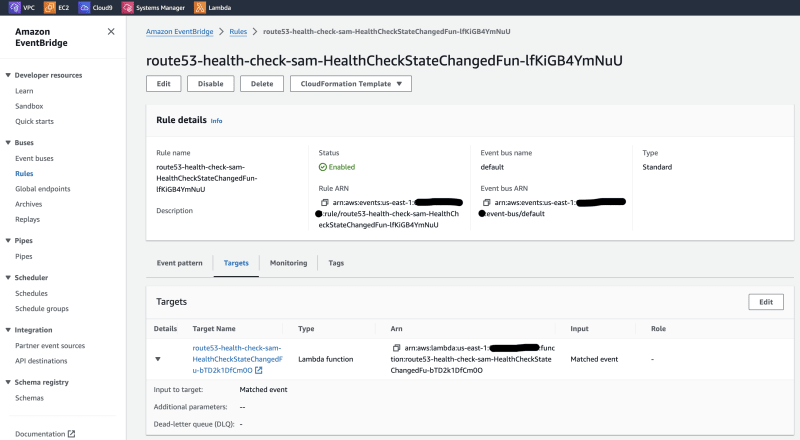 VPC EC2 Cloud9 Systems Manager Lambda
Amazon
EventBridge
Developer resources
Learn
Sandbox
Quick starts
Buses
Event buses
Rules
Global endpoints
Archives
Replays
Pipes
Pipes
Scheduler
Schedules
Schedule groups
Integration
Partner event sources
API destinations
Schema registry
Schemas
Documentation
Amazon EventBridge > Rules > route53-health-check-sam-HealthCheckStateChangedFun-lfKiGB4YmNuU
route53-health-check-sam-HealthCheckStateChangedFun-lfKiGB4YmNuU
Edit Disable Delete CloudFormation Template
Rule details Info
Rule name
route53-health-check-sam-
HealthCheckStateChangedFun-
lfKiGB4YmNuU
Description
Status
Enabled
Rule ARN
arn:aws:events:us-east-1:
:rule/route53-health-check-sam-HealthCh
eckStateChangedFun-lfKiGB4YmNuU
Event bus name
default
Event bus ARN
arn:aws:events:us-east-1:
:event-bus/default
Type
Standard
Event pattern Targets Monitoring Tags
Targets Edit
Details Target Name Type Arn Input Role
route53-health-check-sam-
HealthCheckStateChangedF
u-bTD2k1DfCm0O
Lambda function
arn:aws:lambda:us-east-1: :func
tion:route53-health-check-sam-HealthCheckState
ChangedFu-bTD2k1DfCm0O
Matched event
-
Input to target: Matched event
Additional parameters: --
Dead-letter queue (DLQ): -